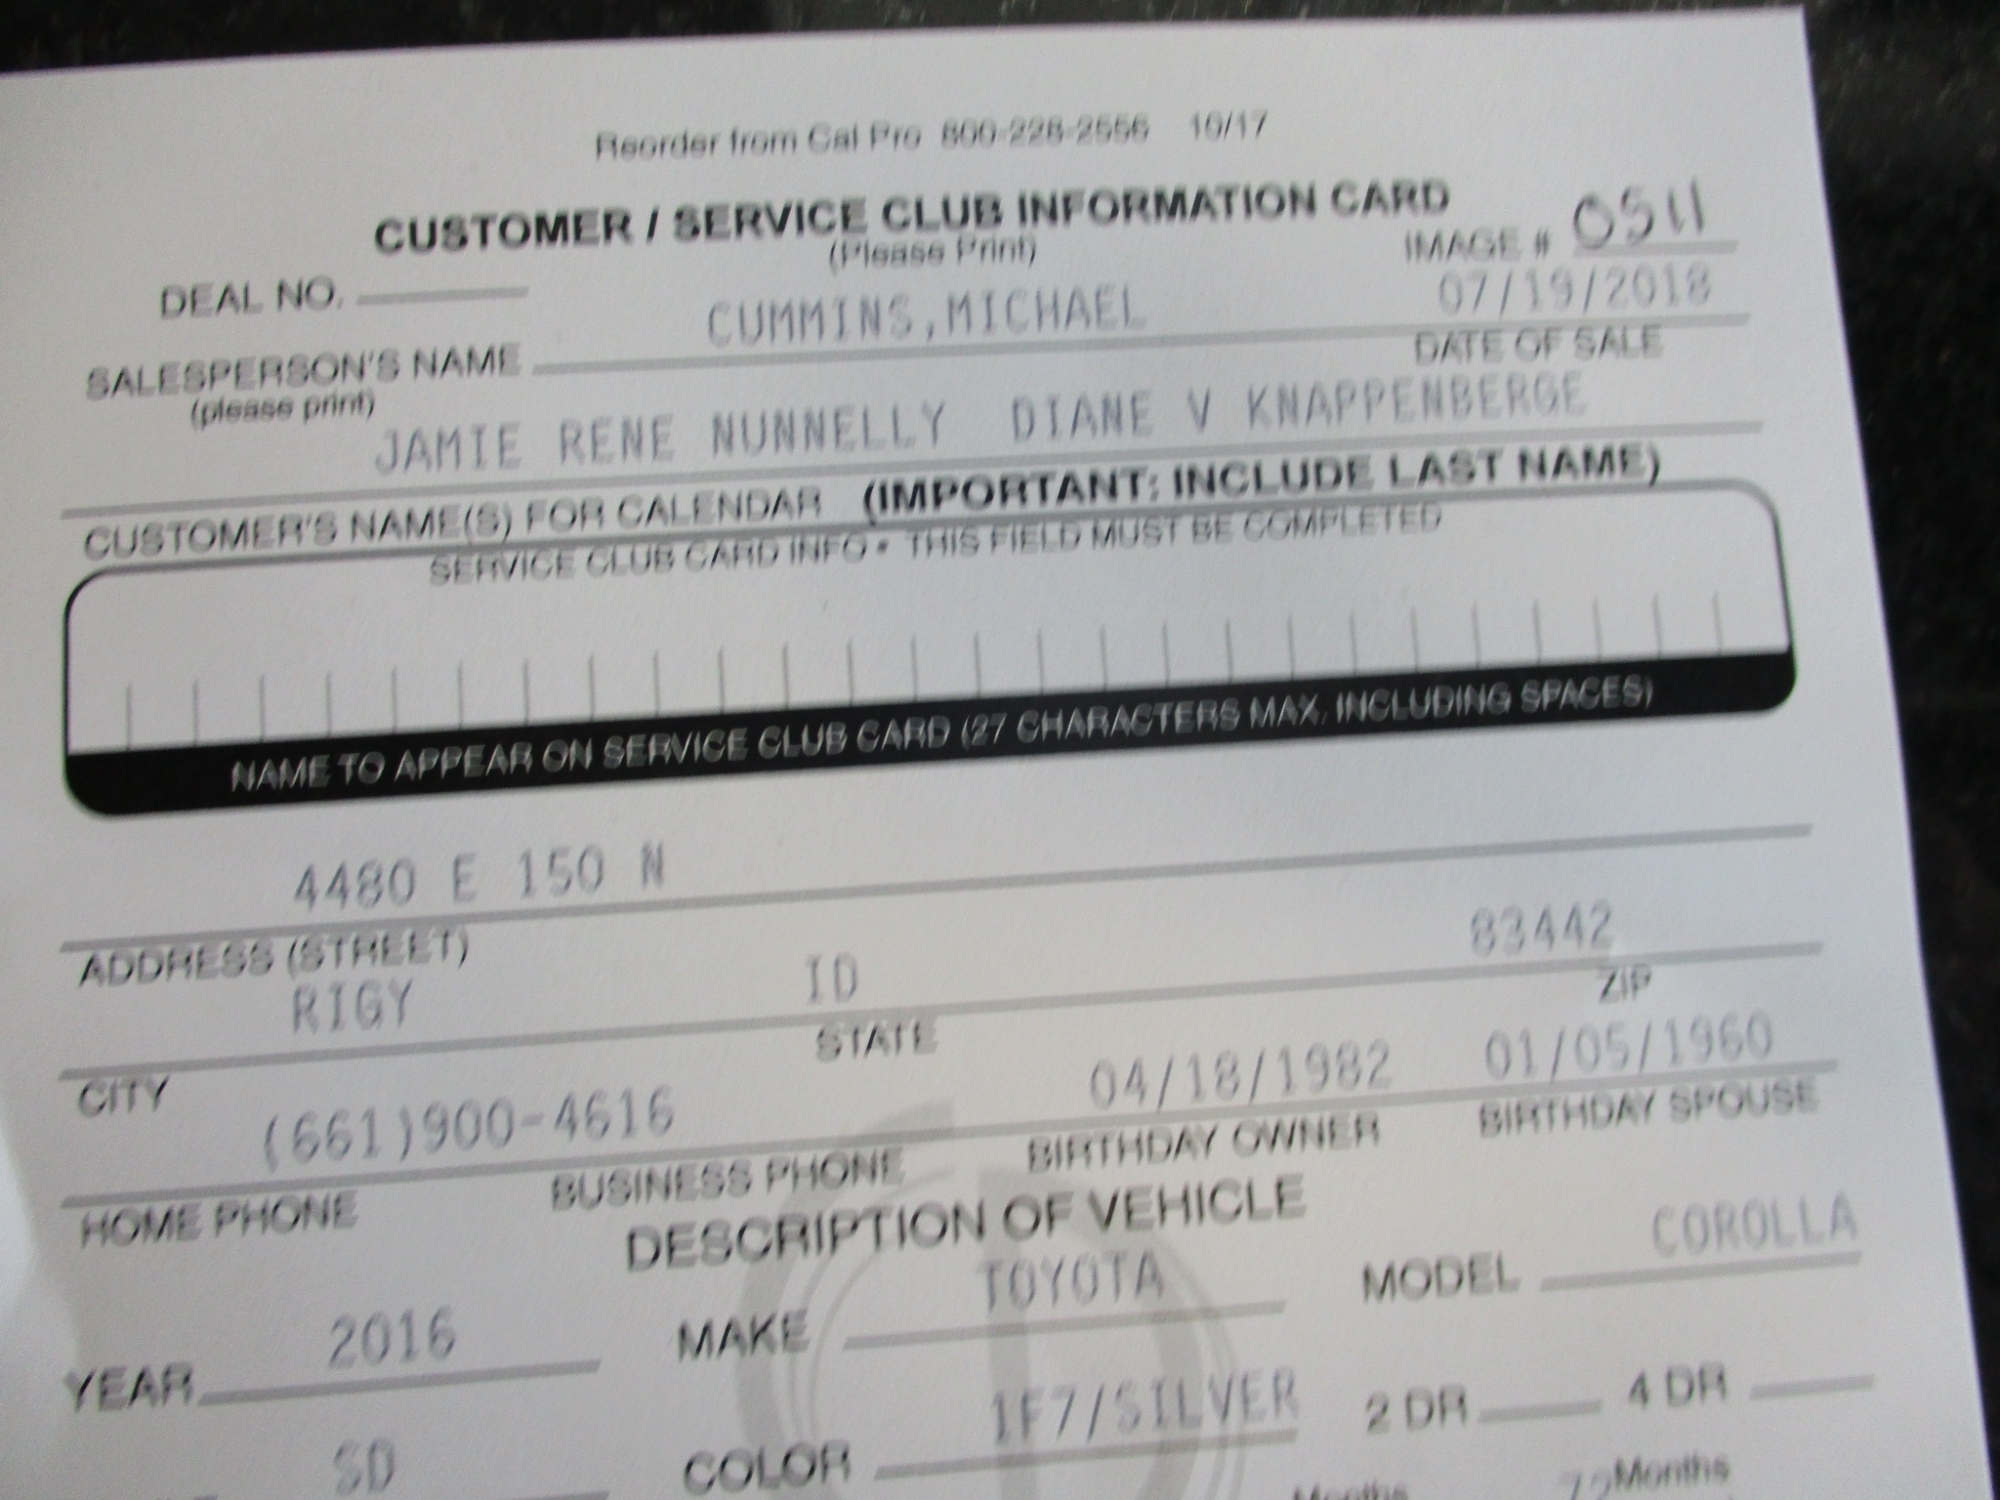 Reorder from Cal Pro 800-228-2556 10/17
CUSTOMER / SERVICE CLUB INFORMATION CARD
(Please Print)
IMAGE # 0511
DEAL NO.
CUMMINS,MICHAEL 07/19/2018
SALESPERSON'S NAME DATE OF SALE
(please print)
JAMIE RENE NUNNELLY DIANE V KNAPPENBERGE
CUSTOMER'S NAME(S) FOR CALENDAR (IMPORTANT: INCLUDE LAST NAME)
SERVICE CLUB CARD INFO • THIS FIELD MUST BE COMPLETED
NAME TO APPEAR ON SERVICE CLUB CARD (27 CHARACTERS MAX. INCLUDING SPACES)
4480 E 150 N
ADDRESS (STREET)
RIGY ID 83442
CITY STATE ZIP
(661)900-4616 04/18/1982 01/05/1960
HOME PHONE BUSINESS PHONE BIRTHDAY OWNER BIRTHDAY SPOUSE
DESCRIPTION OF VEHICLE
YEAR 2016 MAKE TOYOTA MODEL COROLLA
SD COLOR 1F7/SILVER 2 DR 4 DR
Months 72Months